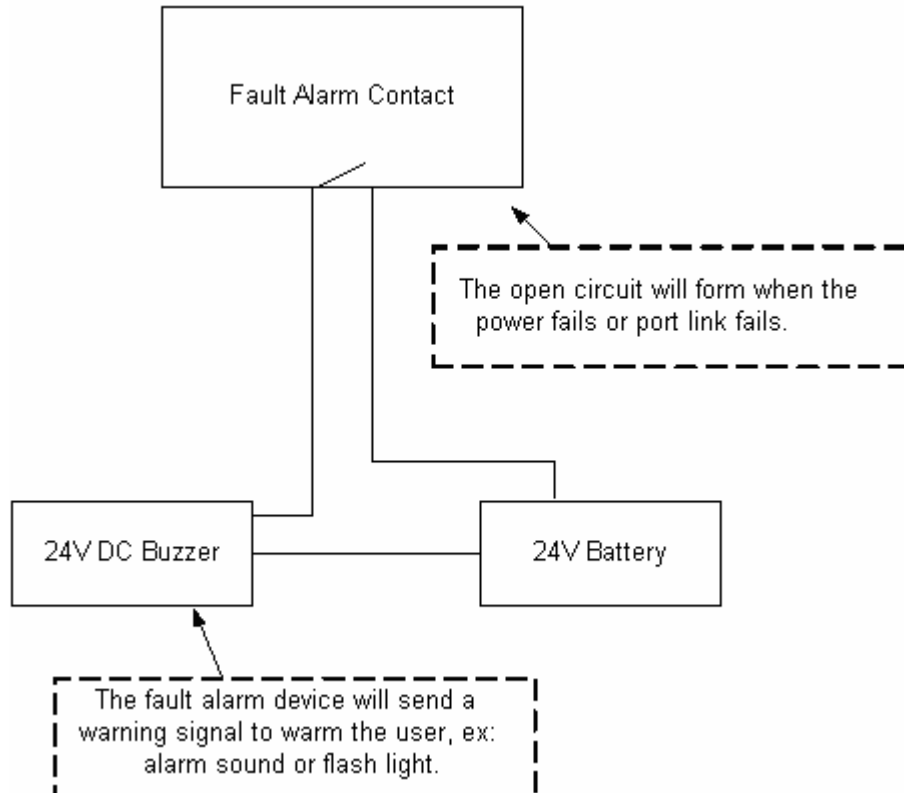 Fault Alarm Contact
The open circuit will form when the
power fails or port link fails.
24V DC Buzzer
24V Battery
The fault alarm device will send a
warning signal to warm the user, ex:
alarm sound or flash light.